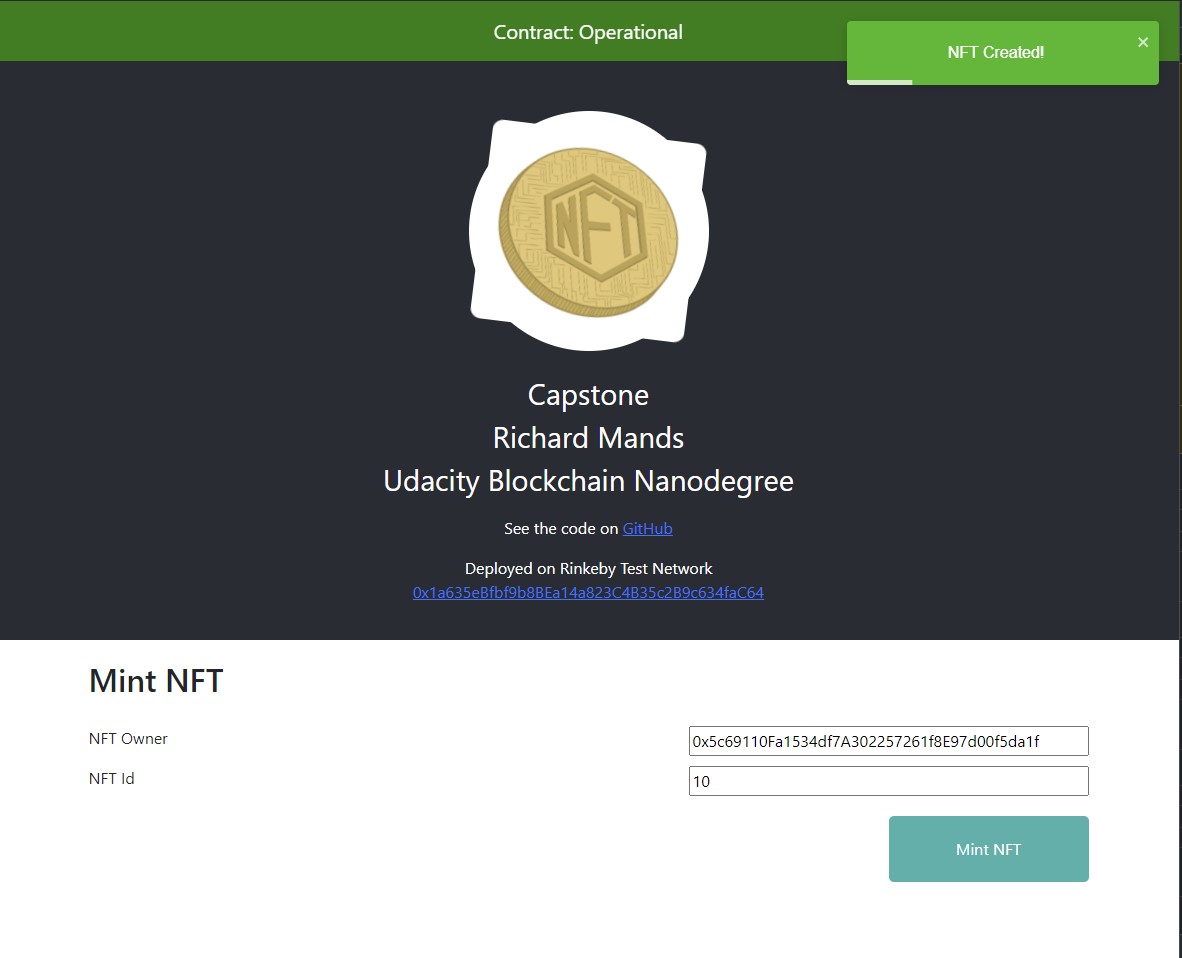 Contract: Operational
NFT Created!
×
NFT
Capstone
Richard Mands
Udacity Blockchain Nanodegree
See the code on GitHub
Deployed on Rinkeby Test Network
0x1a635eBfbf9b8BEa14a823C4B35c2B9c634faC64
Mint NFT
NFT Owner
0x5c69110Fa1534df7A302257261f8E97d00f5da1f
NFT Id
10
Mint NFT